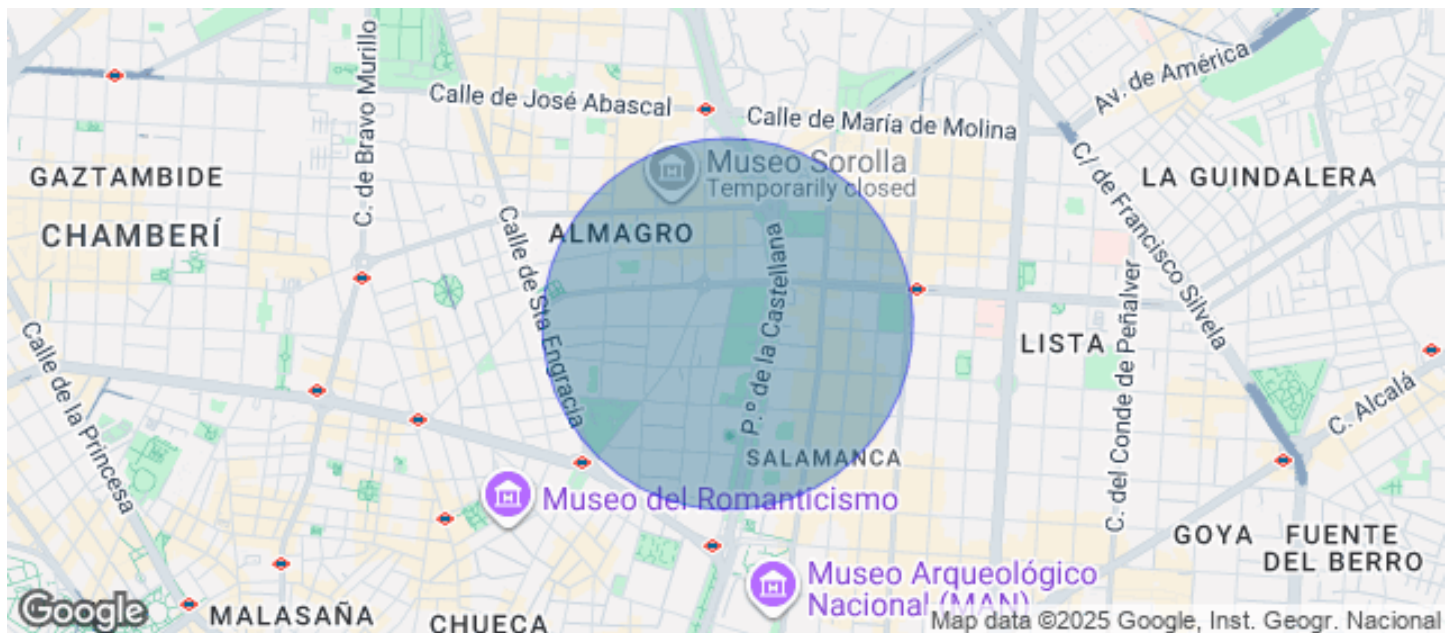 Av. de América
C. de Bravo Murillo
Calle de José Abascal
Calle de María de Molina
Museo Sorolla
Temporarily closed
GAZTAMBIDE
LA GUINDALERA
C/ de Francisco Silvela
CHAMBERÍ
ALMAGRO
Calle de Sta Engracia
P.º de la Castellana
C. del Conde de Peñalver
LISTA
Calle de la Princesa
C. Alcalá
SALAMANCA
Museo del Romanticismo
GOYA
FUENTE
DEL BERRO
Museo Arqueológico
Nacional (MAN)
MALASAÑA
CHUECA
Google
Map data ©2025 Google, Inst. Geogr. Nacional